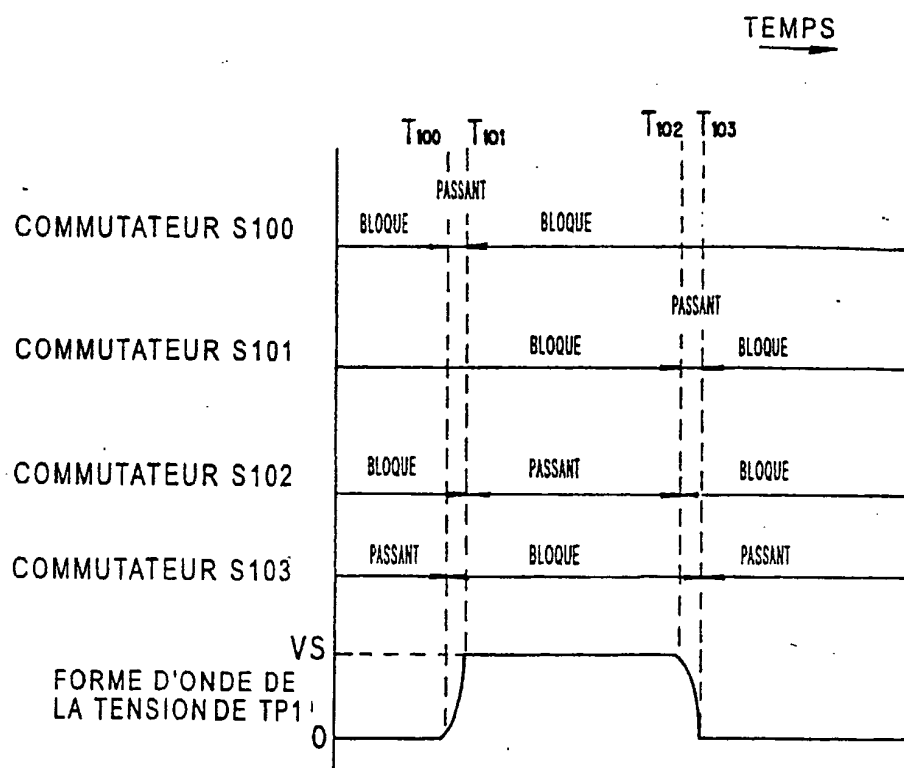 TEMPS
T100 T101 T102 T103
PASSANT
COMMUTATEUR S100 BLOQUE BLOQUE
PASSANT
COMMUTATEUR S101 BLOQUE BLOQUE
COMMUTATEUR S102 BLOQUE PASSANT BLOQUE
COMMUTATEUR S103 PASSANT BLOQUE PASSANT
VS
FORME D'ONDE DE
LA TENSION DE TP1
0